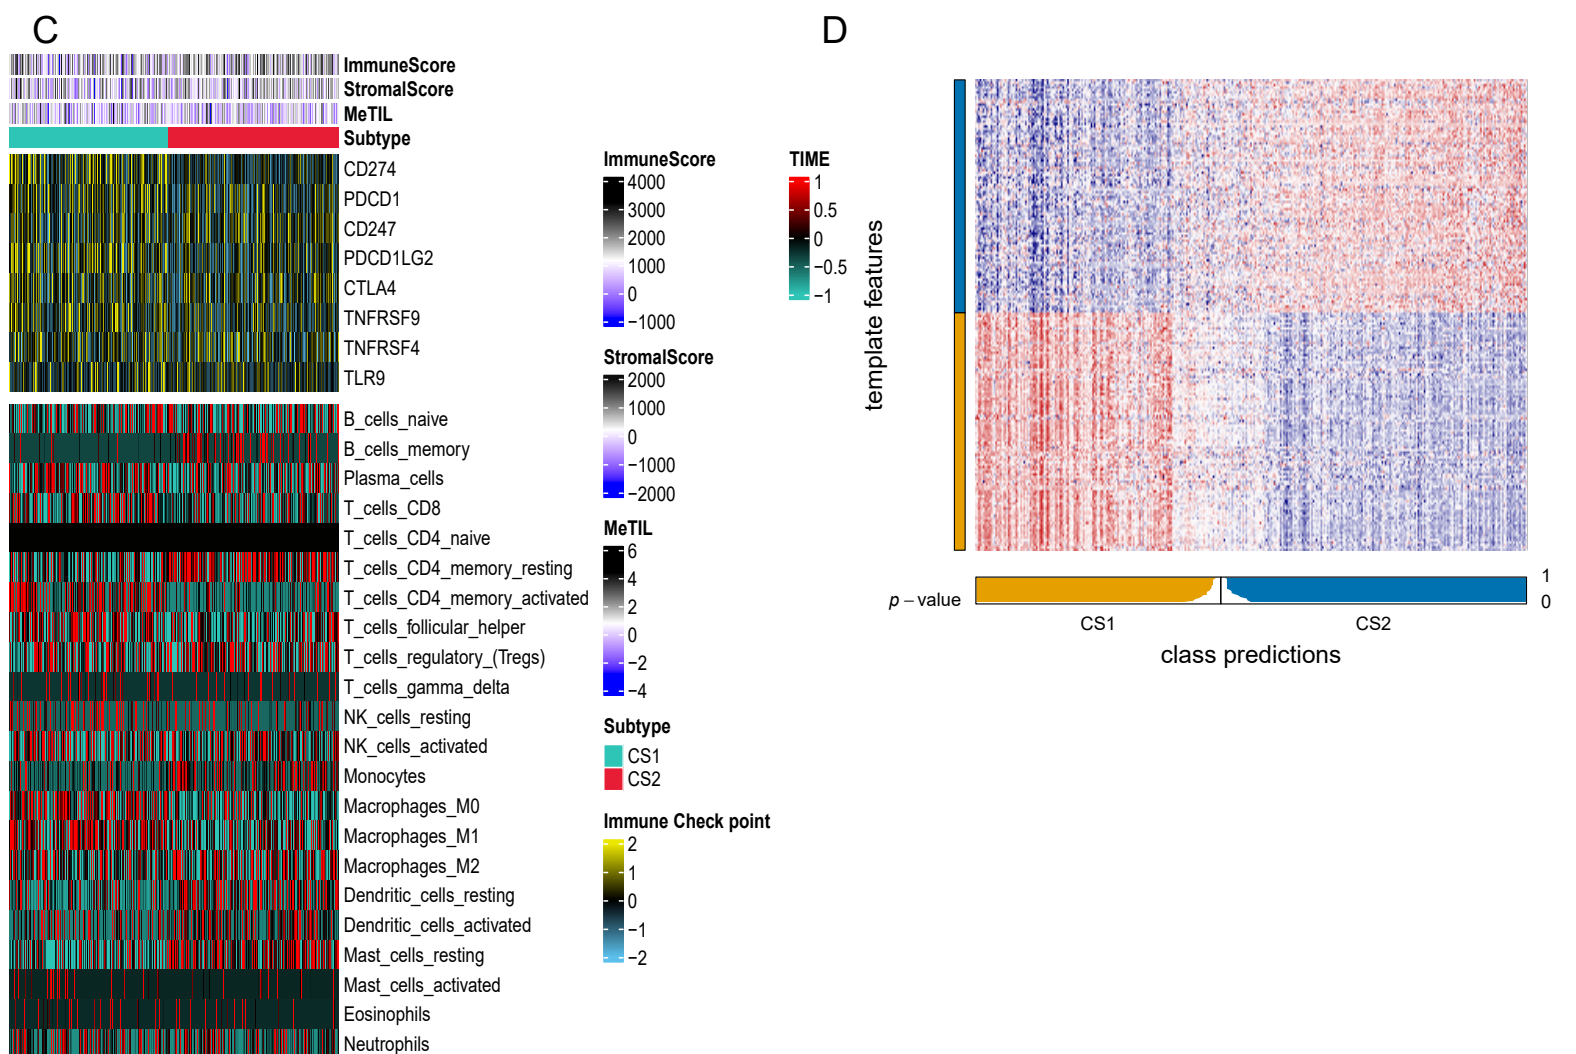 C
ImmuneScore
StromalScore
MeTIL
Subtype
CD274
PDCD1
CD247
PDCD1LG2
CTLA4
TNFRSF9
TNFRSF4
TLR9
B_cells_naive
B_cells_memory
Plasma_cells
T_cells_CD8
T_cells_CD4_naive
T_cells_CD4_memory_resting
T_cells_CD4_memory_activated
T_cells_follicular_helper
T_cells_regulatory_(Tregs)
T_cells_gamma_delta
NK_cells_resting
NK_cells_activated
Monocytes
Macrophages_M0
Macrophages_M1
Macrophages_M2
Dendritic_cells_resting
Dendritic_cells_activated
Mast_cells_resting
Mast_cells_activated
Eosinophils
Neutrophils
ImmuneScore
4000
3000
2000
1000
0
−1000
StromalScore
2000
1000
0
−1000
−2000
MeTIL
6
4
2
0
−2
−4
Subtype
CS1
CS2
Immune Check point
2
1
0
−1
−2
TIME
1
0.5
0
−0.5
−1
D
template features
p − value
1
0
CS1
CS2
class predictions